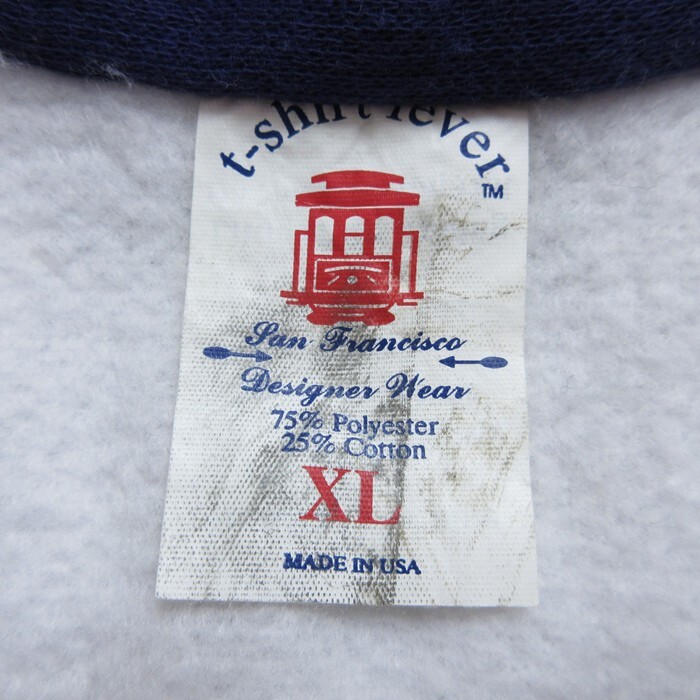 t-shirt fever
TM
San Francisco
Designer Wear
75% Polyester
25% Cotton
XL
MADE IN USA